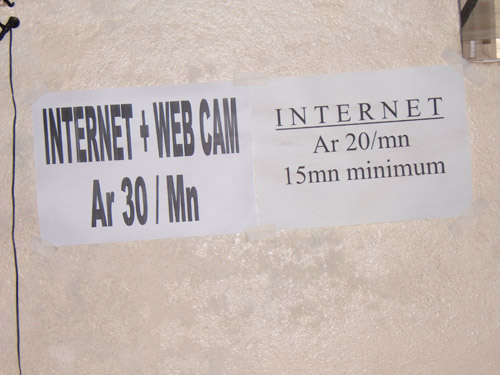 INTERNET + WEB CAM
Ar 30 / Mn
INTERNET
Ar 20/mn
15mn minimum